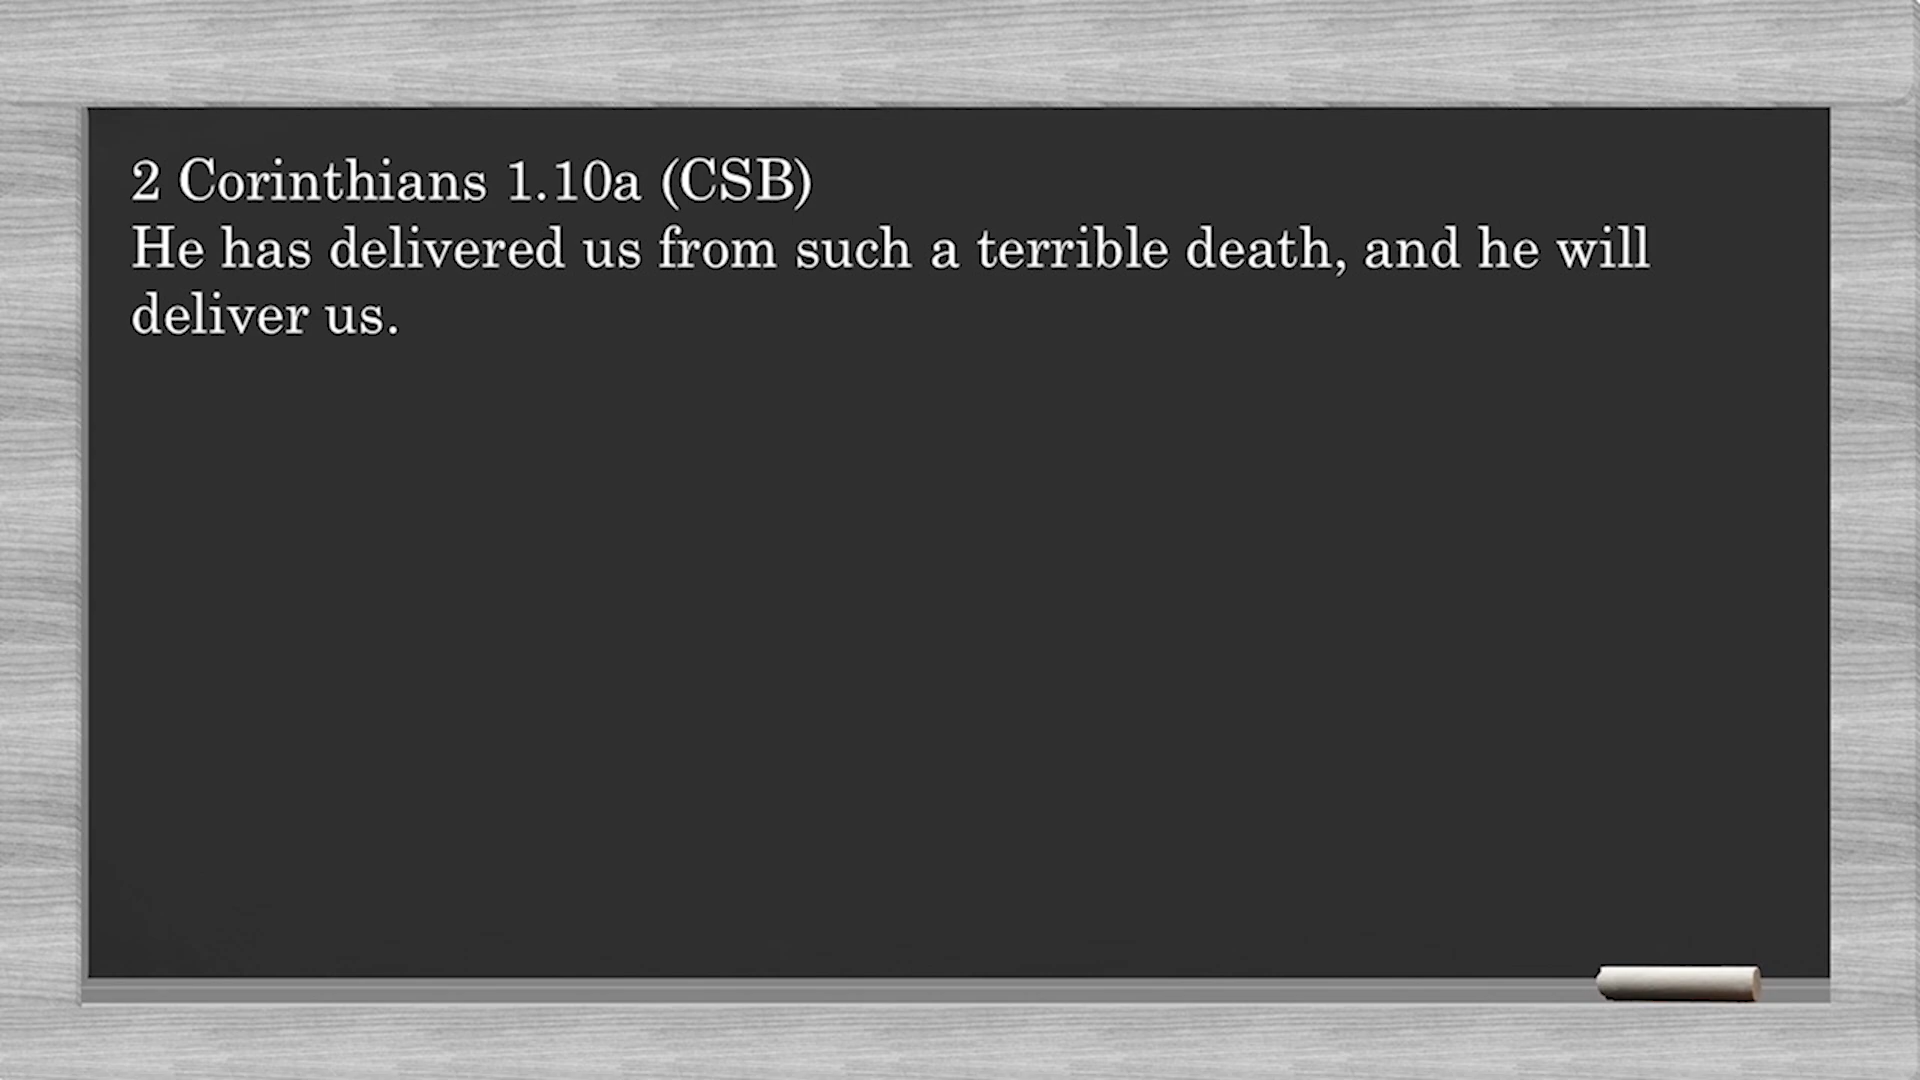 2 Corinthians 1.10a (CSB)
He has delivered us from such a terrible death, and he will
deliver us.